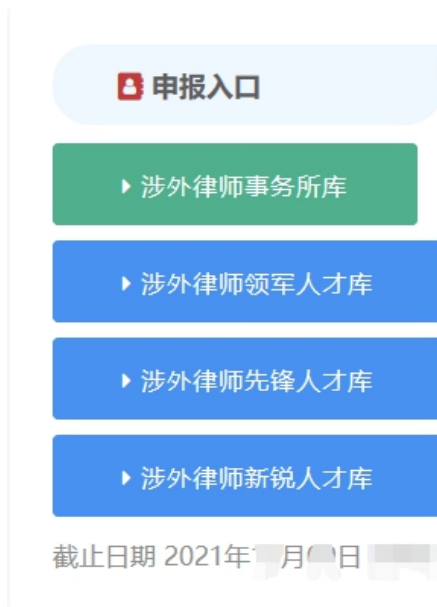 申报入口
涉外律师事务所库
涉外律师领军人才库
涉外律师先锋人才库
涉外律师新锐人才库
截止日期 2021年 月 日